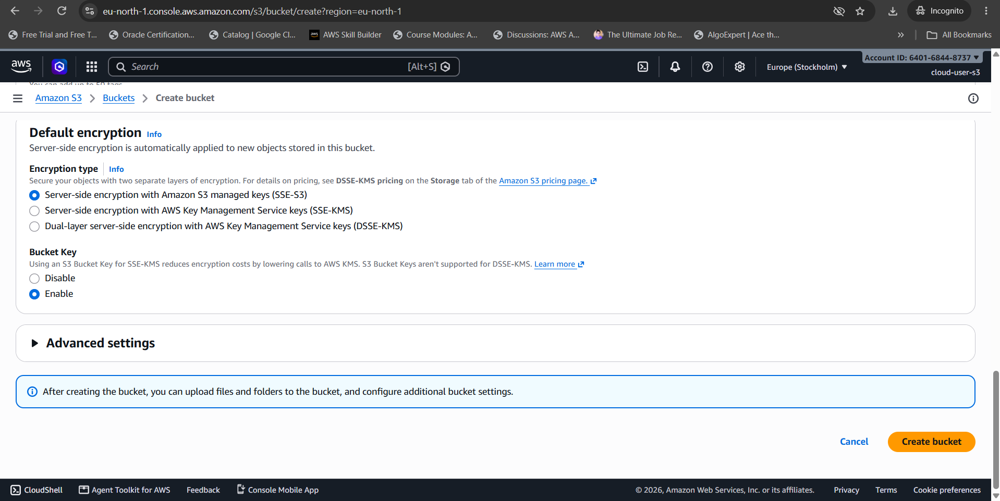 eu-north-1.console.aws.amazon.com/s3/bucket/create?region=eu-north-1
Incognito
Free Trial and Free T...
Oracle Certification...
Catalog | Google Cl...
aws
AWS Skill Builder
Course Modules: A...
Discussions: AWS A...
The Ultimate Job Re...
AlgoExpert | Ace th...
»
All Bookmarks
aws
Search
[Alt+S]
Europe (Stockholm)
Account ID: 6401-6844-8737
cloud-user-s3
You can add up to 50 tags.
Amazon S3
Buckets
Create bucket
Default encryption Info
Server-side encryption is automatically applied to new objects stored in this bucket.
Encryption type Info
Secure your objects with two separate layers of encryption. For details on pricing, see DSSE-KMS pricing on the Storage tab of the Amazon S3 pricing page.
Server-side encryption with Amazon S3 managed keys (SSE-S3)
Server-side encryption with AWS Key Management Service keys (SSE-KMS)
Dual-layer server-side encryption with AWS Key Management Service keys (DSSE-KMS)
Bucket Key
Using an S3 Bucket Key for SSE-KMS reduces encryption costs by lowering calls to AWS KMS. S3 Bucket Keys aren't supported for DSSE-KMS. Learn more
Disable
Enable
Advanced settings
After creating the bucket, you can upload files and folders to the bucket, and configure additional bucket settings.
Cancel
Create bucket
CloudShell
Agent Toolkit for AWS
Feedback
Console Mobile App
© 2026, Amazon Web Services, Inc. or its affiliates.
Privacy
Terms
Cookie preferences